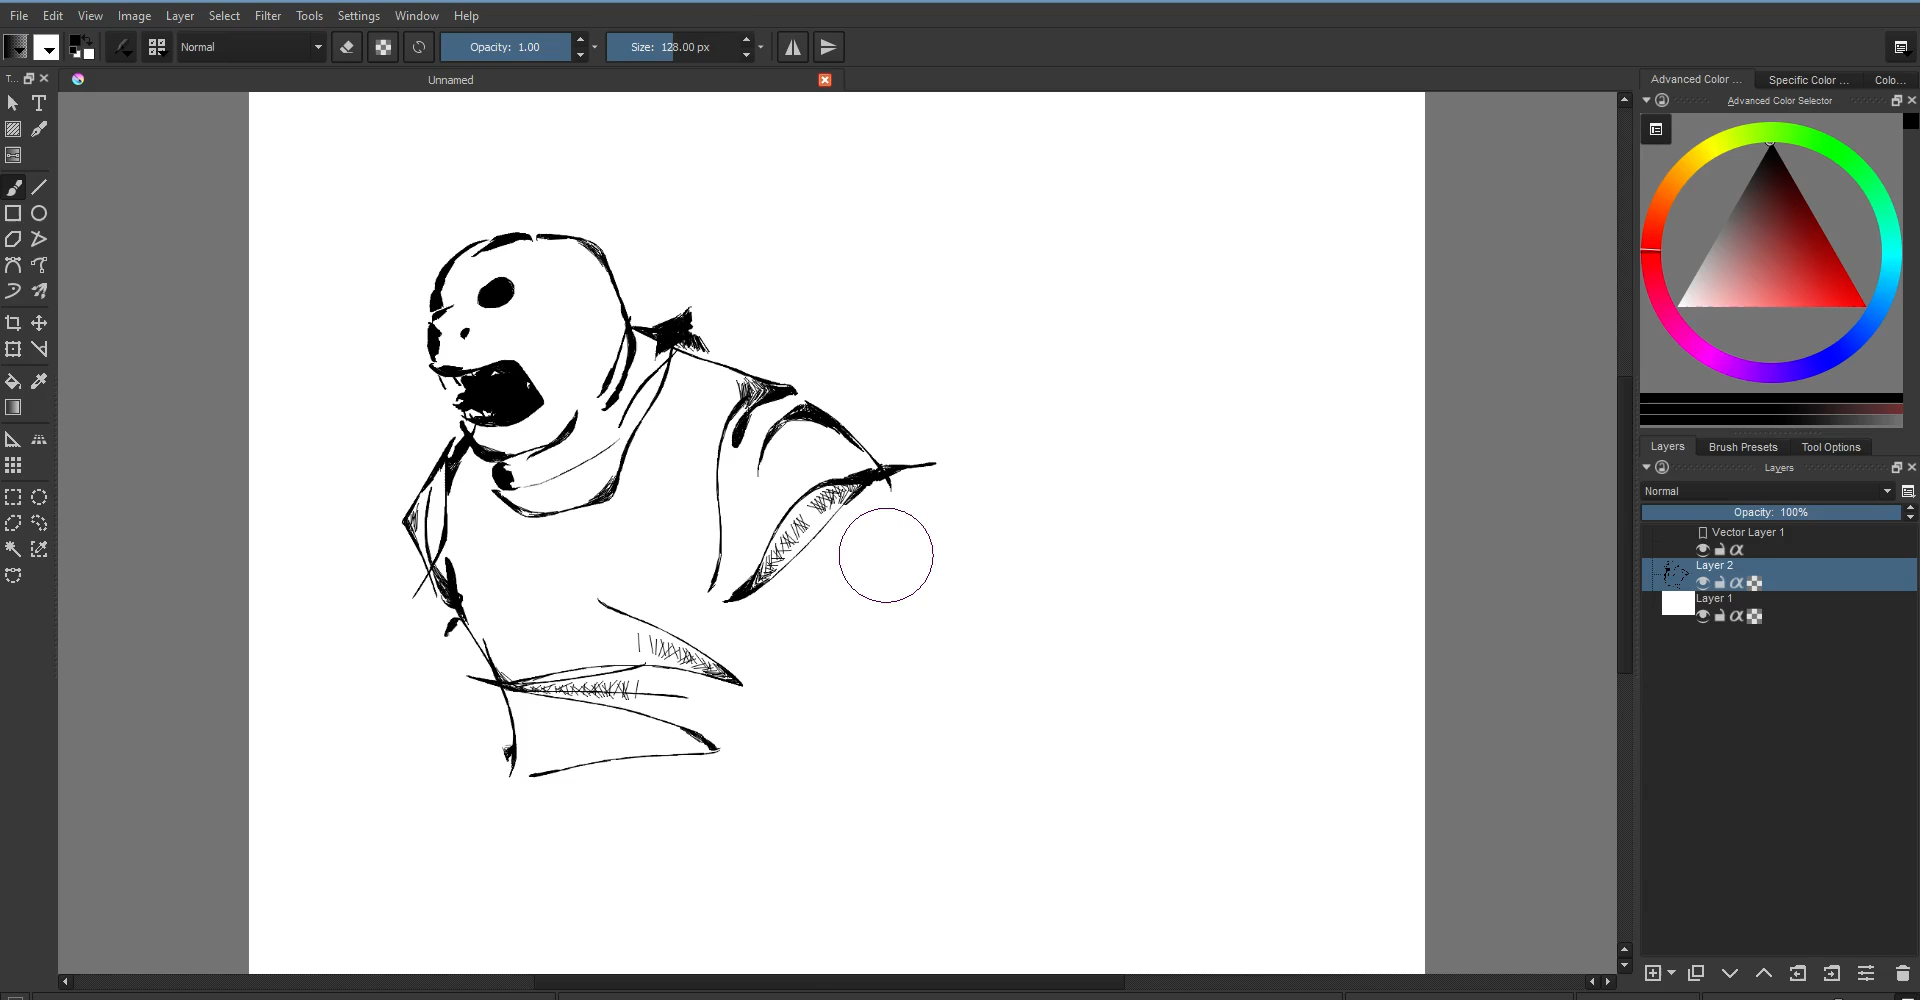 File Edit View Image Layer Select Filter Tools Settings Window Help
Normal Opacity: 1.00 Size: 128.00 px
T... Unnamed Advanced Color ... Specific Color ... Colo...
Advanced Color Selector
T
Layers Brush Presets Tool Options
Layers
Normal
Opacity: 100%
Vector Layer 1
Layer 2
Layer 1